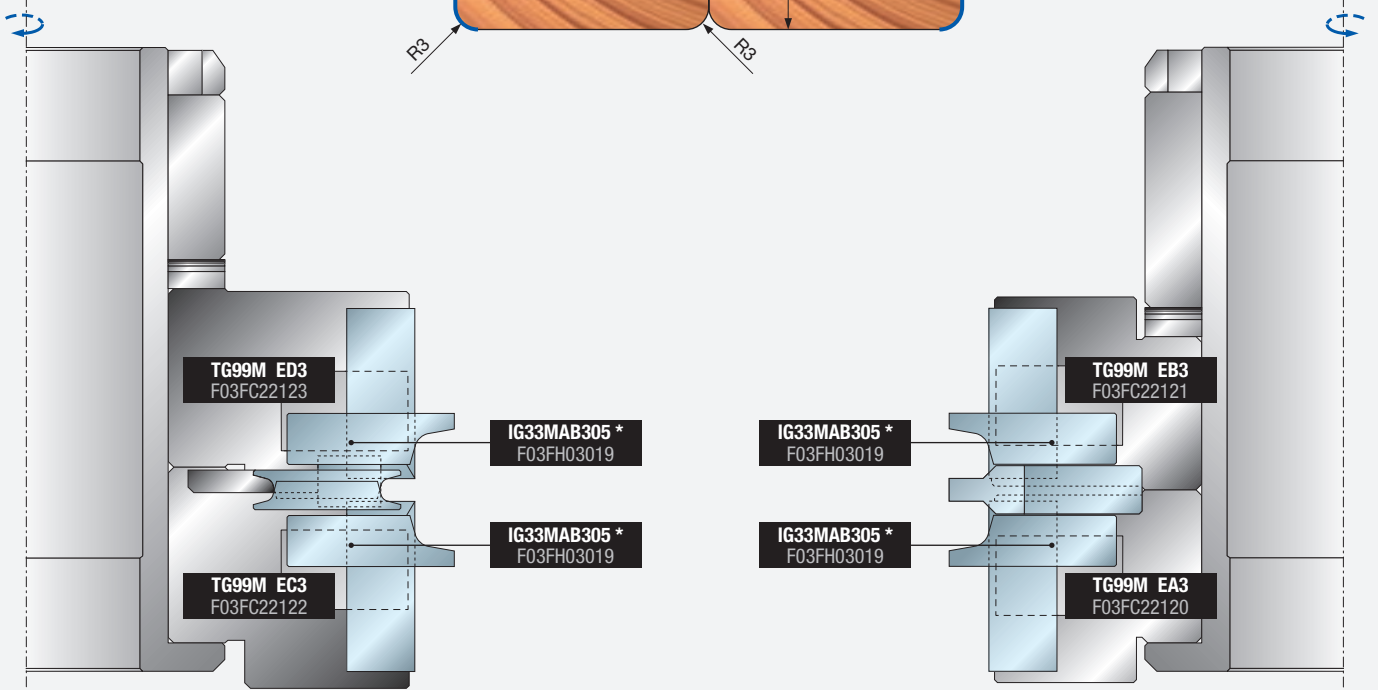 R3
R3
TG99M ED3
F03FC22123
IG33MAB305 *
F03FH03019
IG33MAB305 *
F03FH03019
TG99M EC3
F03FC22122
TG99M EB3
F03FC22121
IG33MAB305 *
F03FH03019
IG33MAB305 *
F03FH03019
TG99M EA3
F03FC22120